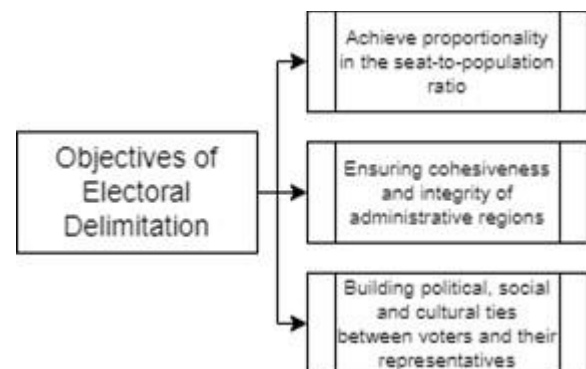 Achieve proportionality
in the seat-to-population
ratio
Objectives of
Electoral
Delimitation
Ensuring cohesiveness
and integrity of
administrative regions
Building political, social
and cultural ties
between voters and their
representatives